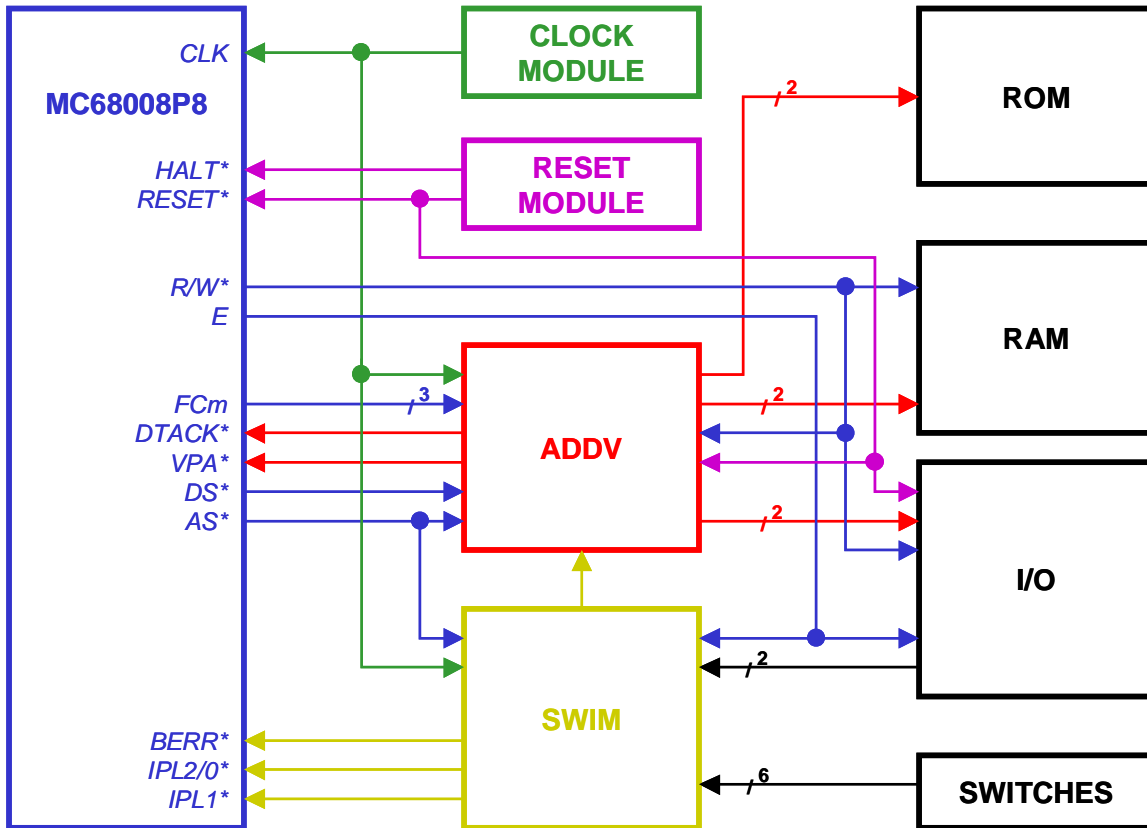 CLK
MC68008P8
HALT*
RESET*
R/W*
E
FCm
DTACK*
VPA*
DS*
AS*
BERR*
IPL2/0*
IPL1*
CLOCK
MODULE
RESET
MODULE
/ 3
ADDV
SWIM
/ 2
/ 2
/ 2
/ 2
/ 6
ROM
RAM
I/O
SWITCHES